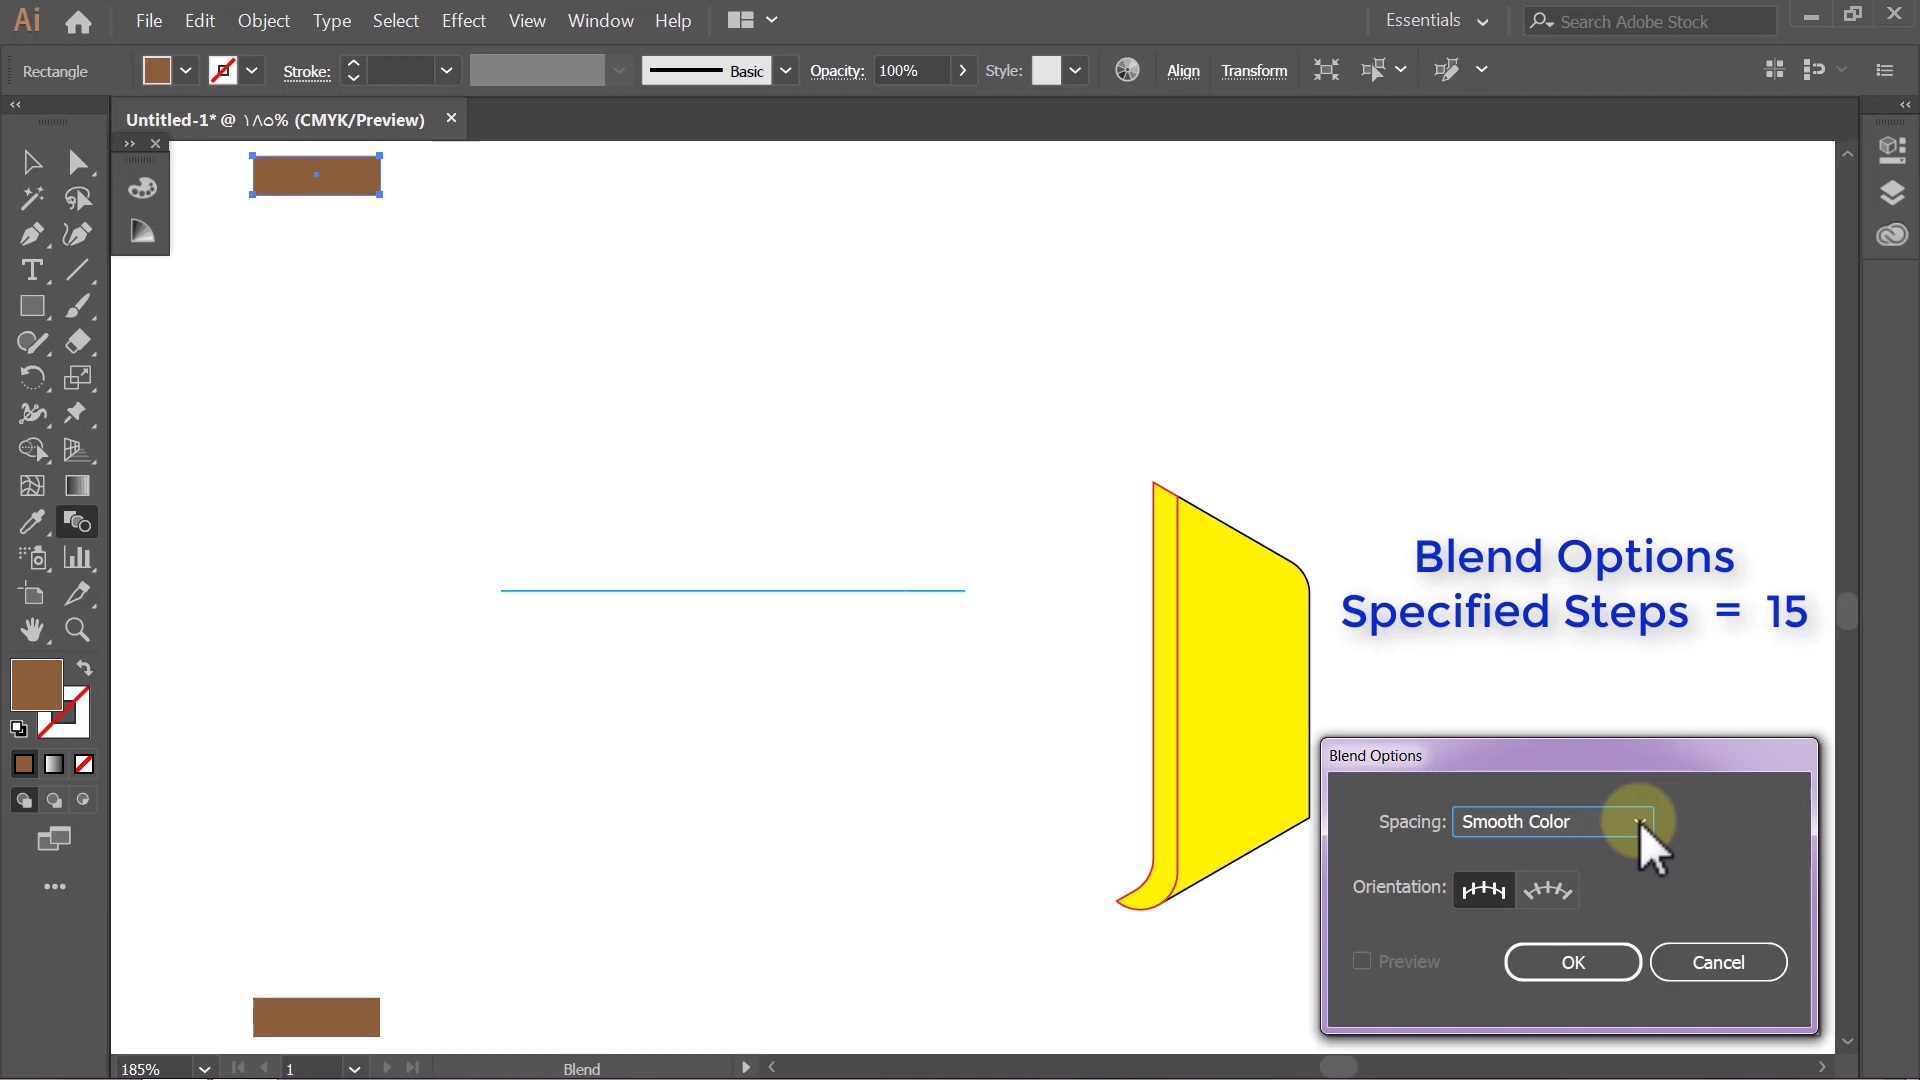 Ai File Edit Object Type Select Effect View Window Help Essentials Search Adobe Stock
Rectangle Stroke: Basic Opacity: 100% Style: Align Transform
Untitled-1* @ ١٨٥% (CMYK/Preview)
Blend Options
Specified Steps = 15
Blend Options
Spacing: Smooth Color
Orientation:
Preview OK Cancel
185% 1 Blend